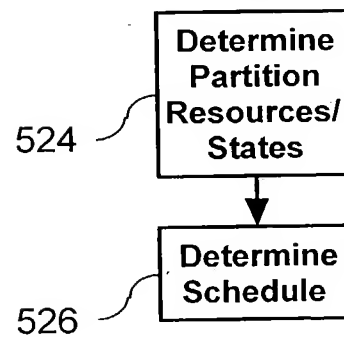 Determine
Partition
Resources/
States
524
Determine
Schedule
526